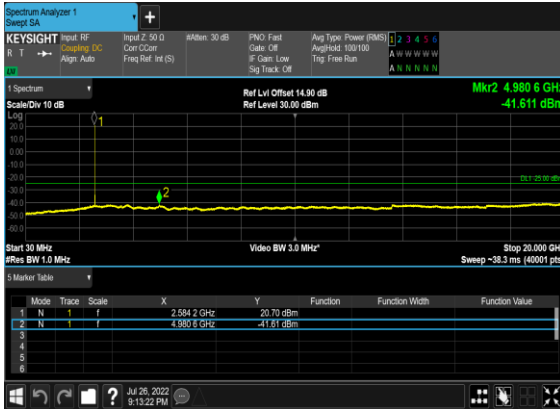 Spectrum Analyzer 1
Swept SA
KEYSIGHT Input: RF Input Z: 50 Ω #Atten: 30 dB PNO: Fast Avg Type: Power (RMS) 1 2 3 4 5 6
R T Coupling: DC Corr CCorr Gate: Off Avg|Hold: 100/100 A W W W W W
Align: Auto Freq Ref: Int (S) IF Gain: Low Trig: Free Run
Sig Track: Off A N N N N N
1 Spectrum Ref Lvl Offset 14.90 dB Mkr2 4.980 6 GHz
Scale/Div 10 dB Ref Level 30.00 dBm -41.611 dBm
Log
1
20.0
10.0
0.00
-10.0
-20.0
DL1 -25.00 dBm
-30.0
2
-40.0
-50.0
-60.0
Start 30 MHz Video BW 3.0 MHz* Stop 20.000 GHz
#Res BW 1.0 MHz Sweep ~38.3 ms (40001 pts)
5 Marker Table
Mode Trace Scale X Y Function Function Width Function Value
1 N 1 f 2.584 2 GHz 20.70 dBm
2 N 1 f 4.980 6 GHz -41.61 dBm
3
4
5
6
? Jul 26, 2022
9:13:22 PM